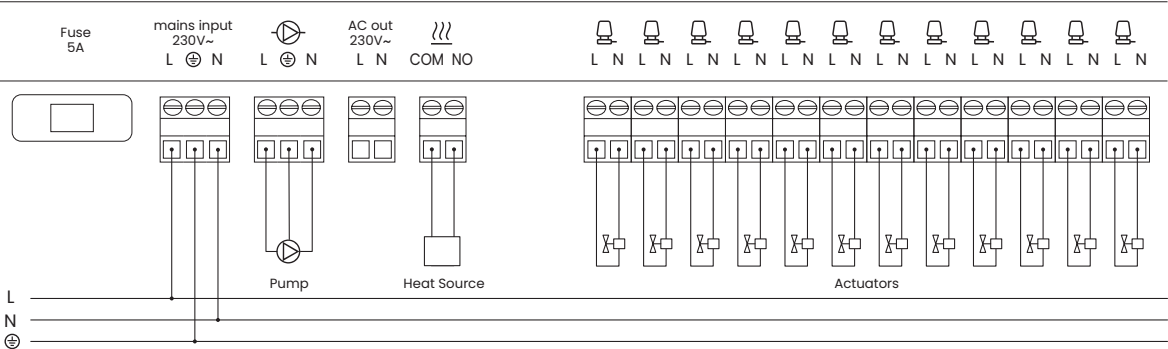 Fuse
5A
mains input
230V~
L N
L N
AC out
230V~
L N
COM NO
L N L N L N L N L N L N L N L N L N L N L N L N
Pump
Heat Source
Actuators
L
N